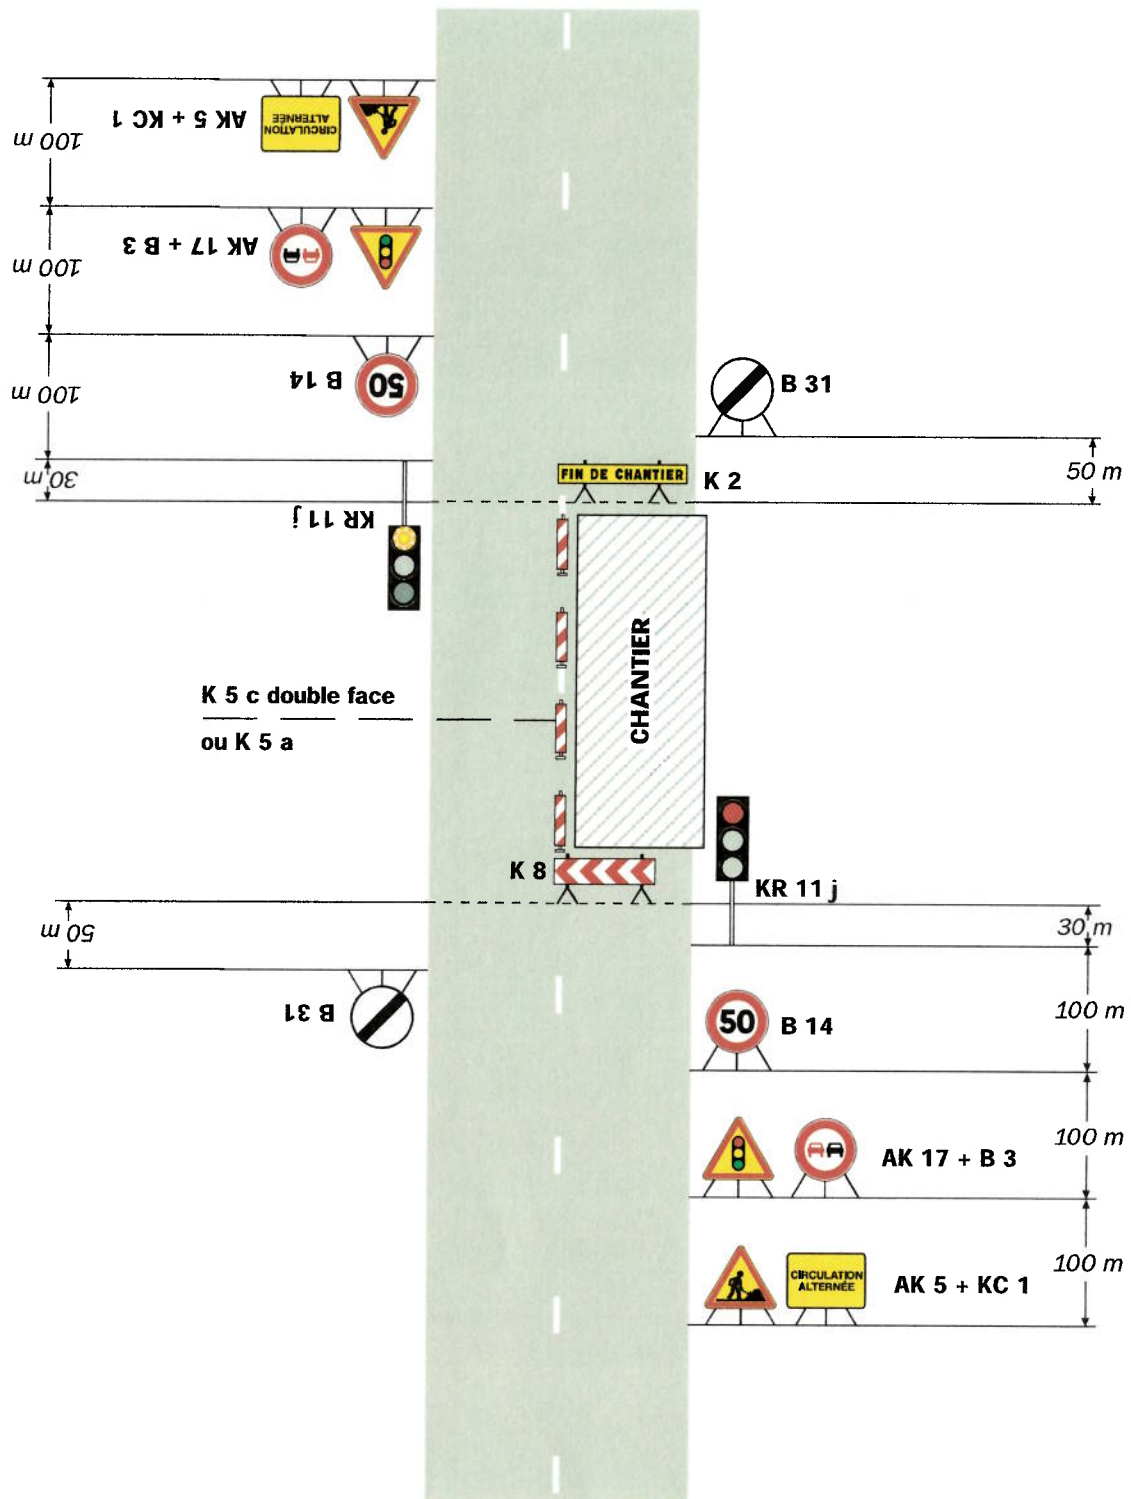 AK 5 + KC 1
CIRCULATION
ALTERNÉE
100 m
AK 17 + B 3
100 m
B 14
50
100 m
B 31
50 m
30 m
FIN DE CHANTIER
K 2
KR 11 j
CHANTIER
K 5 c double face
ou K 5 a
K 8
KR 11 j
50 m
30 m
B 31
50
B 14
100 m
AK 17 + B 3
100 m
CIRCULATION
ALTERNÉE
AK 5 + KC 1
100 m